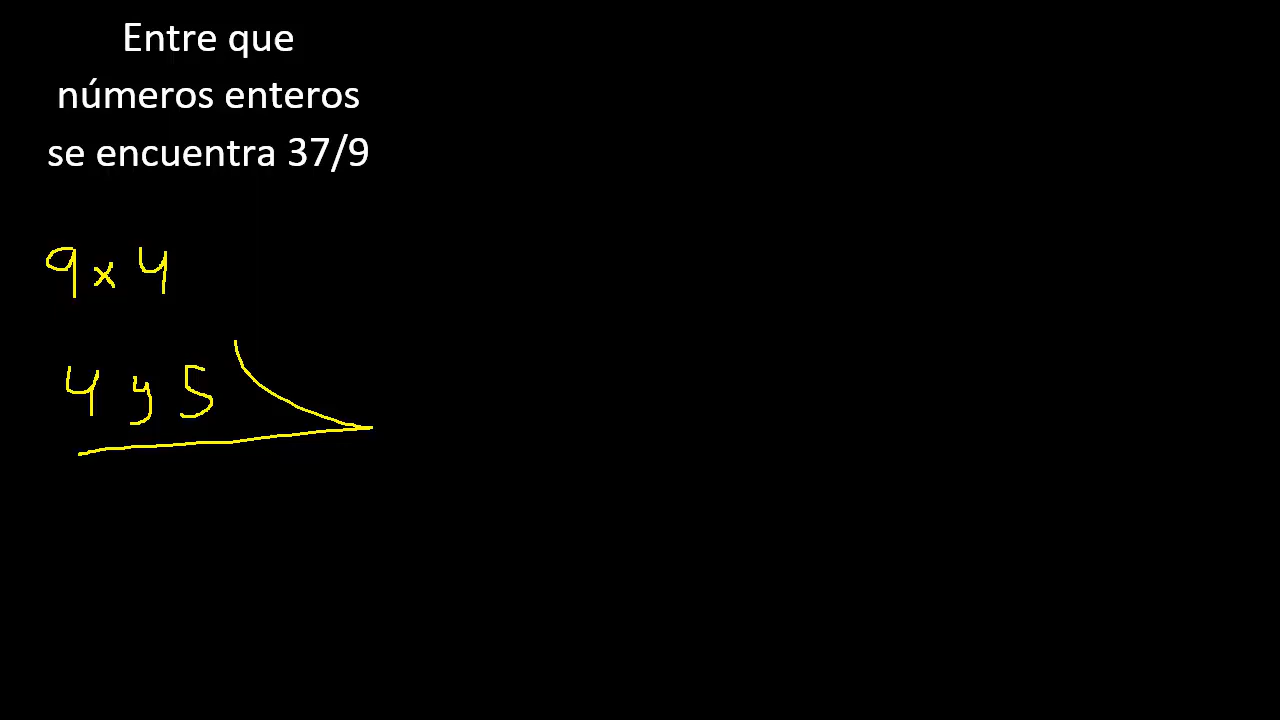 Entre que
números enteros
se encuentra 37/9
9 x 4
4 y 5